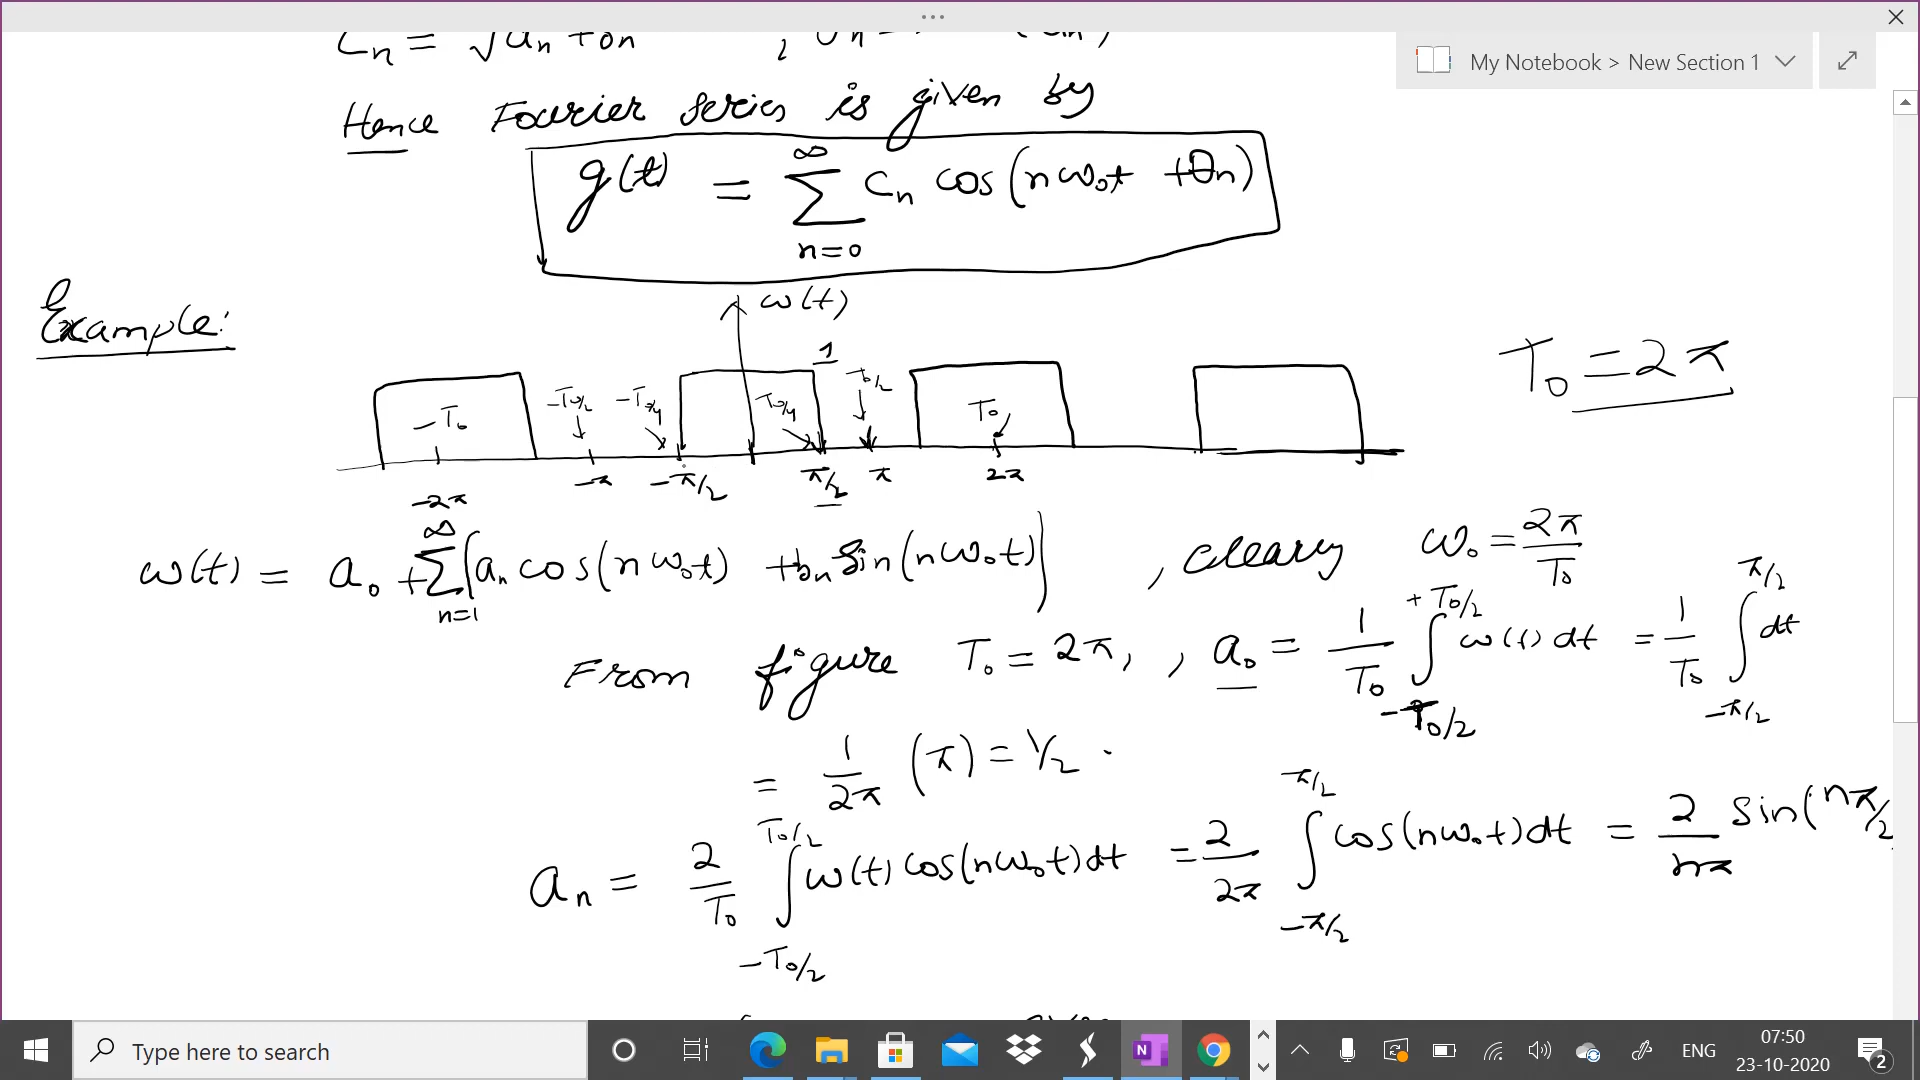 My Notebook > New Section 1
Hence Fourier series is given by
g(t) = ∑ n=0 ∞ Cn cos(nω₀t + θn)
Example:
ω(t)
1
-T₀ -T₀/2 -T₀/4 T₀/4 T₀/2 T₀
T₀ = 2π
-2π -π -π/2 π/2 π 2π
ω(t) = a₀ + ∑ n=1 ∞ [an cos(nω₀t) + bn sin(nω₀t)] , clearly ω₀ = 2π/T₀
From figure T₀ = 2π, , a₀ = 1/T₀ ∫ -T₀/2 +T₀/2 ω(t) dt = 1/T₀ ∫ -π/2 π/2 dt
= 1/2π (π) = 1/2 .
an = 2/T₀ ∫ -T₀/2 T₀/2 ω(t) cos(nω₀t) dt = 2/2π ∫ -π/2 π/2 cos(nω₀t) dt = 2/nπ sin(nπ/2
Type here to search
ENG
07:50
23-10-2020
2